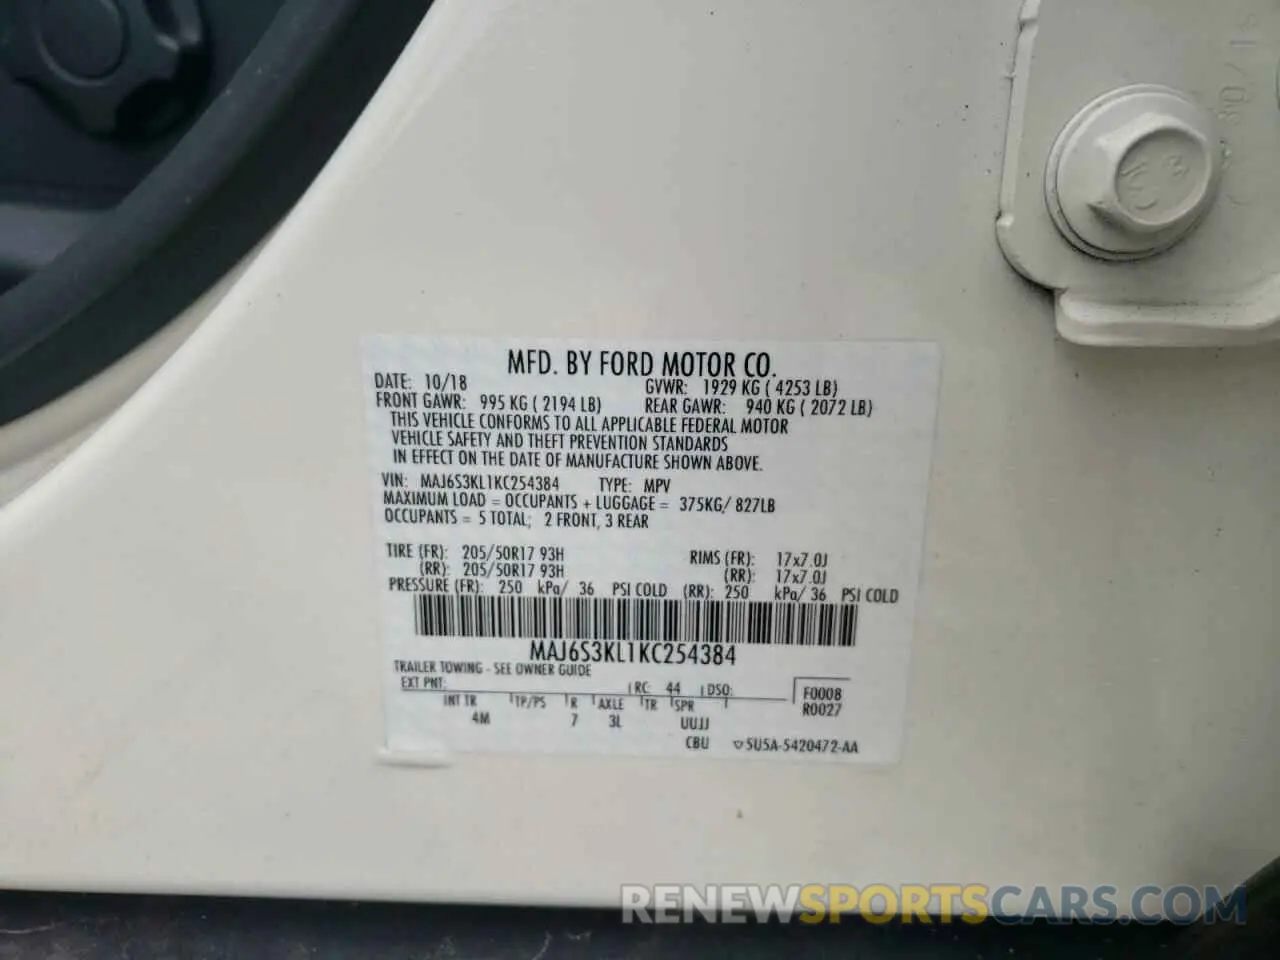 MFD. BY FORD MOTOR CO.
DATE: 10/18 GVWR: 1929 KG ( 4253 LB)
FRONT GAWR: 995 KG ( 2194 LB) REAR GAWR: 940 KG ( 2072 LB)
THIS VEHICLE CONFORMS TO ALL APPLICABLE FEDERAL MOTOR
VEHICLE SAFETY AND THEFT PREVENTION STANDARDS
IN EFFECT ON THE DATE OF MANUFACTURE SHOWN ABOVE.
VIN: MAJ6S3KL1KC254384 TYPE: MPV
MAXIMUM LOAD = OCCUPANTS + LUGGAGE = 375KG/ 827LB
OCCUPANTS = 5 TOTAL; 2 FRONT, 3 REAR
TIRE (FR): 205/50R17 93H RIMS (FR): 17x7.0J
(RR): 205/50R17 93H (RR): 17x7.0J
PRESSURE (FR): 250 kPa/ 36 PSI COLD (RR): 250 kPa/ 36 PSI COLD
MAJ6S3KL1KC254384
TRAILER TOWING - SEE OWNER GUIDE
EXT PNT: RC: 44 DSO: F0008
INT TR TP/PS R AXLE TR SPR R0027
4M 7 3L UUJJ
CBU 5U5A-5420472-AA
RENEWSPORTSCARS.COM